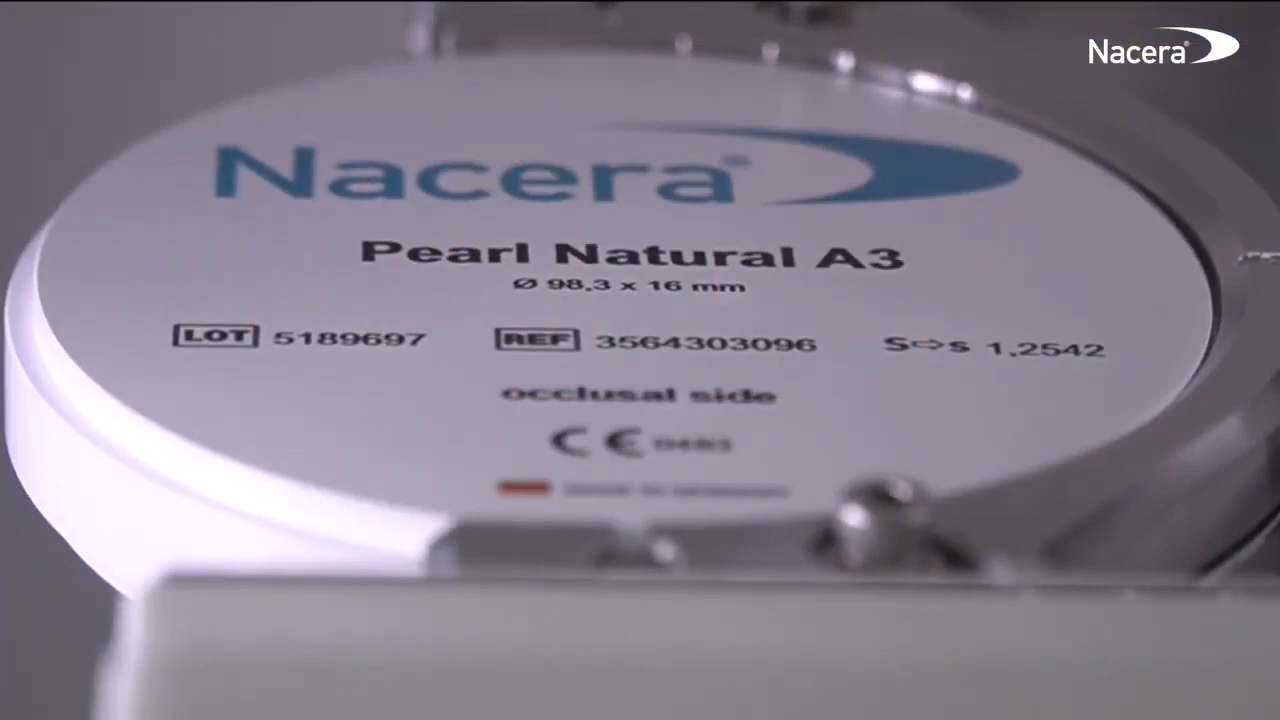 Nacera®
Nacera®
Pearl Natural A3
Ø 98,3 x 16 mm
LOT 5189697 REF 3564303096 S⇨s 1,2542
occlusal side
CE